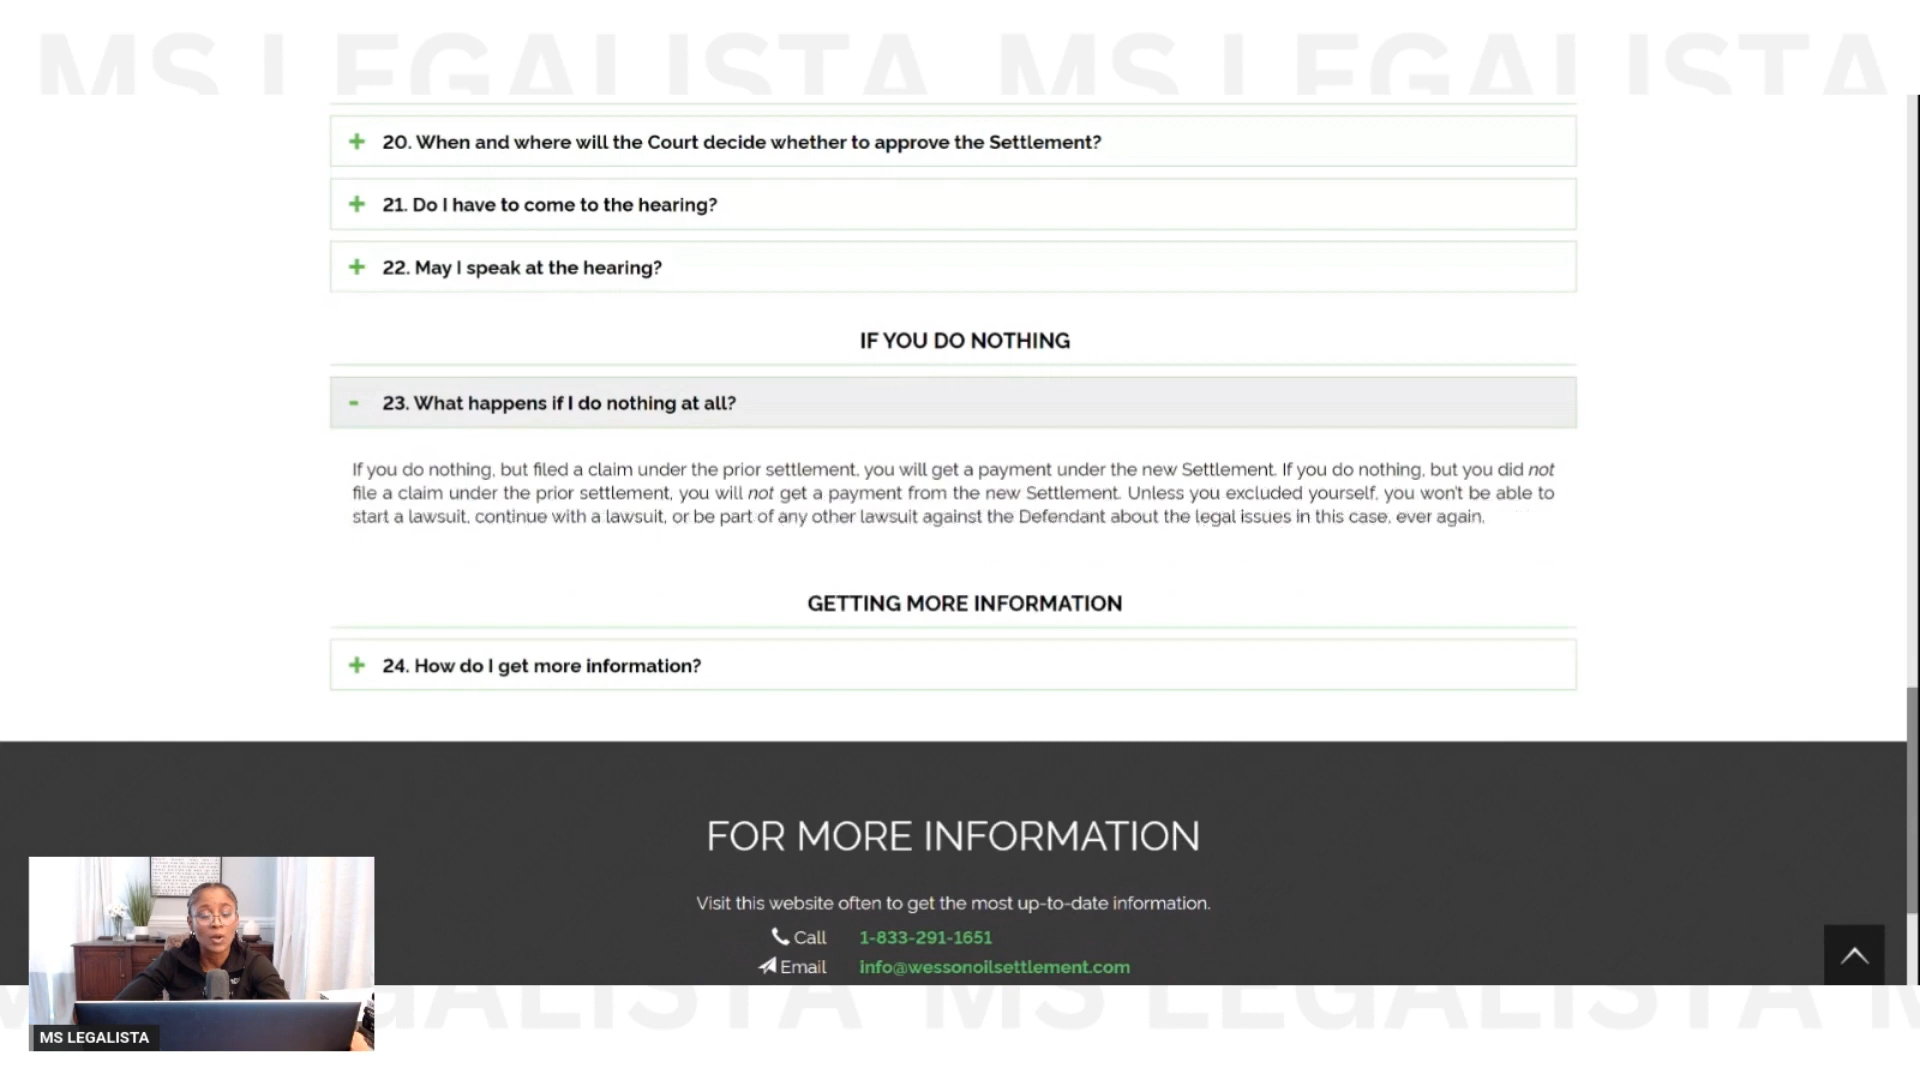 MS LEGALISTA MS LEGALISTA
+ 20. When and where will the Court decide whether to approve the Settlement?
+ 21. Do I have to come to the hearing?
+ 22. May I speak at the hearing?
IF YOU DO NOTHING
- 23. What happens if I do nothing at all?
If you do nothing, but filed a claim under the prior settlement, you will get a payment under the new Settlement. If you do nothing, but you did not
file a claim under the prior settlement, you will not get a payment from the new Settlement. Unless you excluded yourself, you won't be able to
start a lawsuit, continue with a lawsuit, or be part of any other lawsuit against the Defendant about the legal issues in this case, ever again.
GETTING MORE INFORMATION
+ 24. How do I get more information?
FOR MORE INFORMATION
Visit this website often to get the most up-to-date information.
Call 1-833-291-1651
Email info@wessonoilsettlement.com
MS LEGALISTA